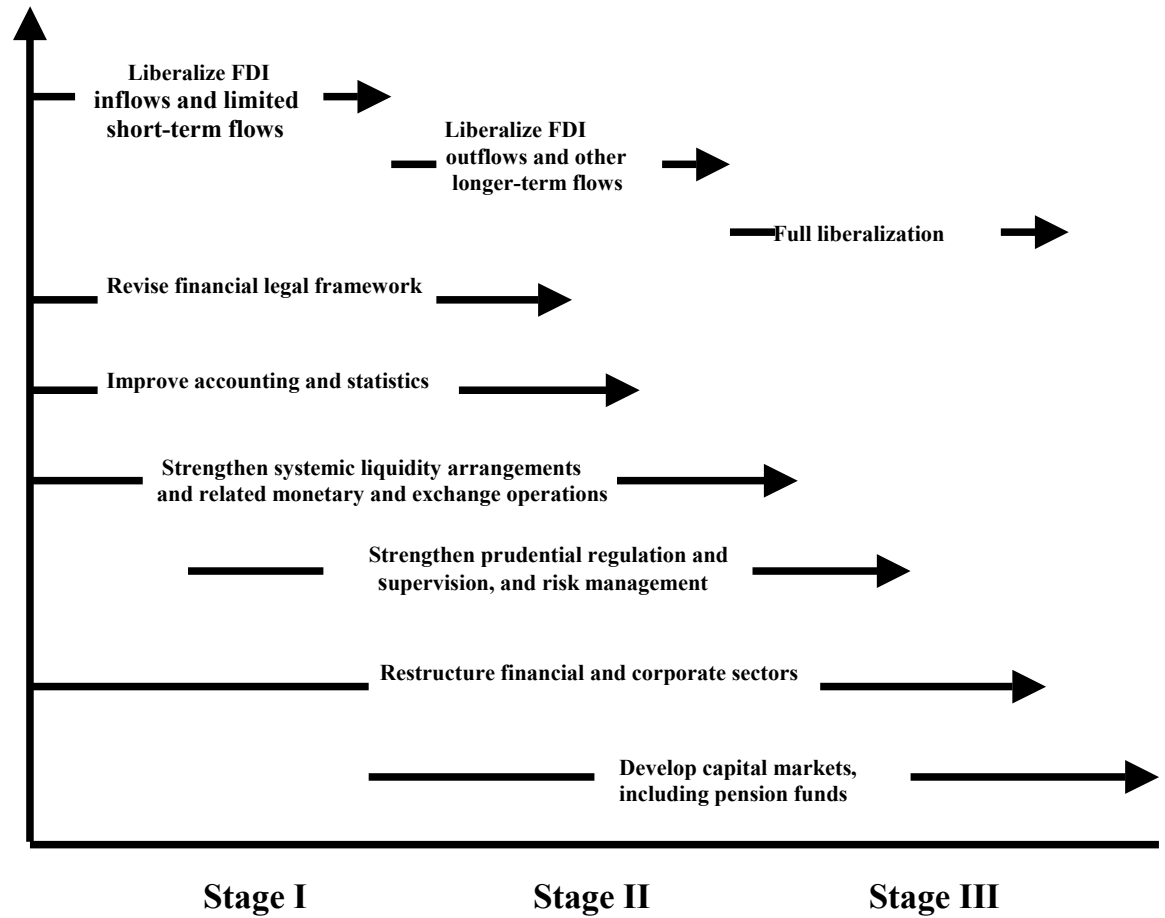 Liberalize FDI
inflows and limited
short-term flows
Liberalize FDI
outflows and other
longer-term flows
Full liberalization
Revise financial legal framework
Improve accounting and statistics
Strengthen systemic liquidity arrangements
and related monetary and exchange operations
Strengthen prudential regulation and
supervision, and risk management
Restructure financial and corporate sectors
Develop capital markets,
including pension funds
Stage I
Stage II
Stage III